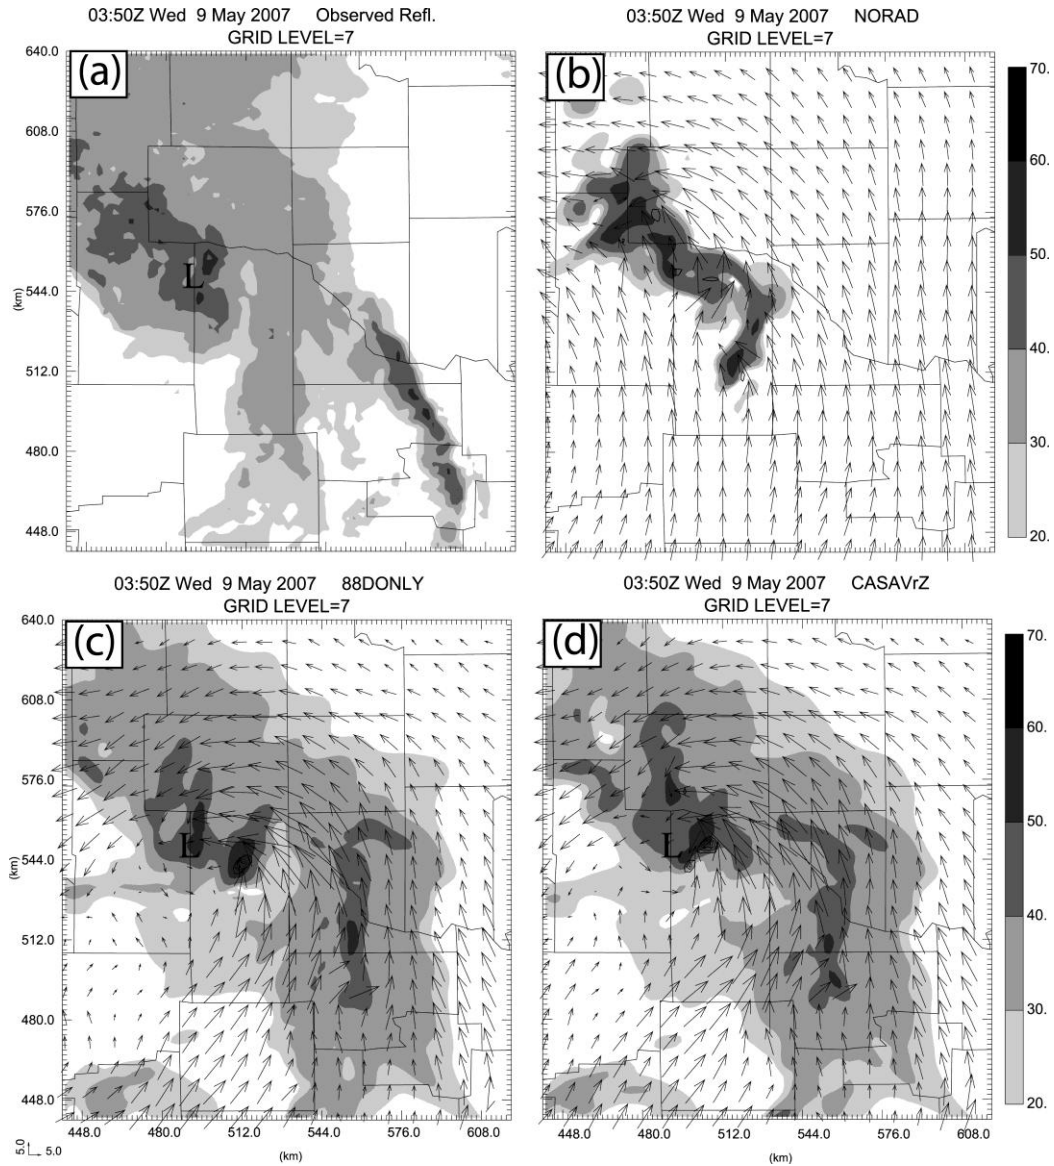 03:50Z Wed 9 May 2007 Observed Refl.
GRID LEVEL=7
(a)
640.0
608.0
576.0
544.0
512.0
480.0
448.0
(km)
L
03:50Z Wed 9 May 2007 NORAD
GRID LEVEL=7
(b)
70.
60.
50.
40.
30.
20.
03:50Z Wed 9 May 2007 88DONLY
GRID LEVEL=7
(c)
640.0
608.0
576.0
544.0
512.0
480.0
448.0
(km)
L
448.0 480.0 512.0 544.0 576.0 608.0
(km)
5.0
5.0
03:50Z Wed 9 May 2007 CASAVrZ
GRID LEVEL=7
(d)
L
448.0 480.0 512.0 544.0 576.0 608.0
(km)
70.
60.
50.
40.
30.
20.